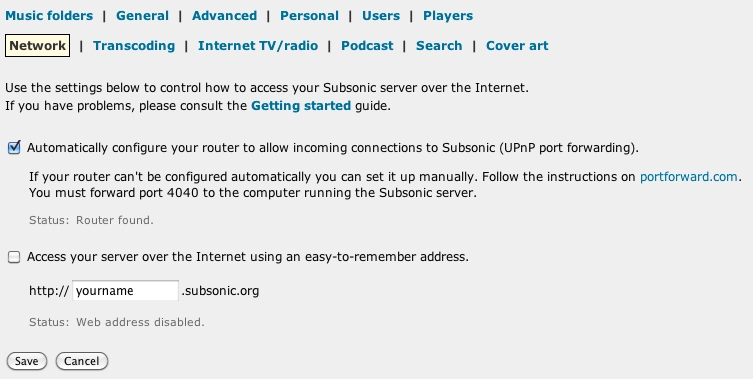 Music folders | General | Advanced | Personal | Users | Players
Network | Transcoding | Internet TV/radio | Podcast | Search | Cover art
Use the settings below to control how to access your Subsonic server over the Internet.
If you have problems, please consult the Getting started guide.
Automatically configure your router to allow incoming connections to Subsonic (UPnP port forwarding).
If your router can't be configured automatically you can set it up manually. Follow the instructions on portforward.com.
You must forward port 4040 to the computer running the Subsonic server.
Status: Router found.
Access your server over the Internet using an easy-to-remember address.
http:// yourname .subsonic.org
Status: Web address disabled.
Save Cancel